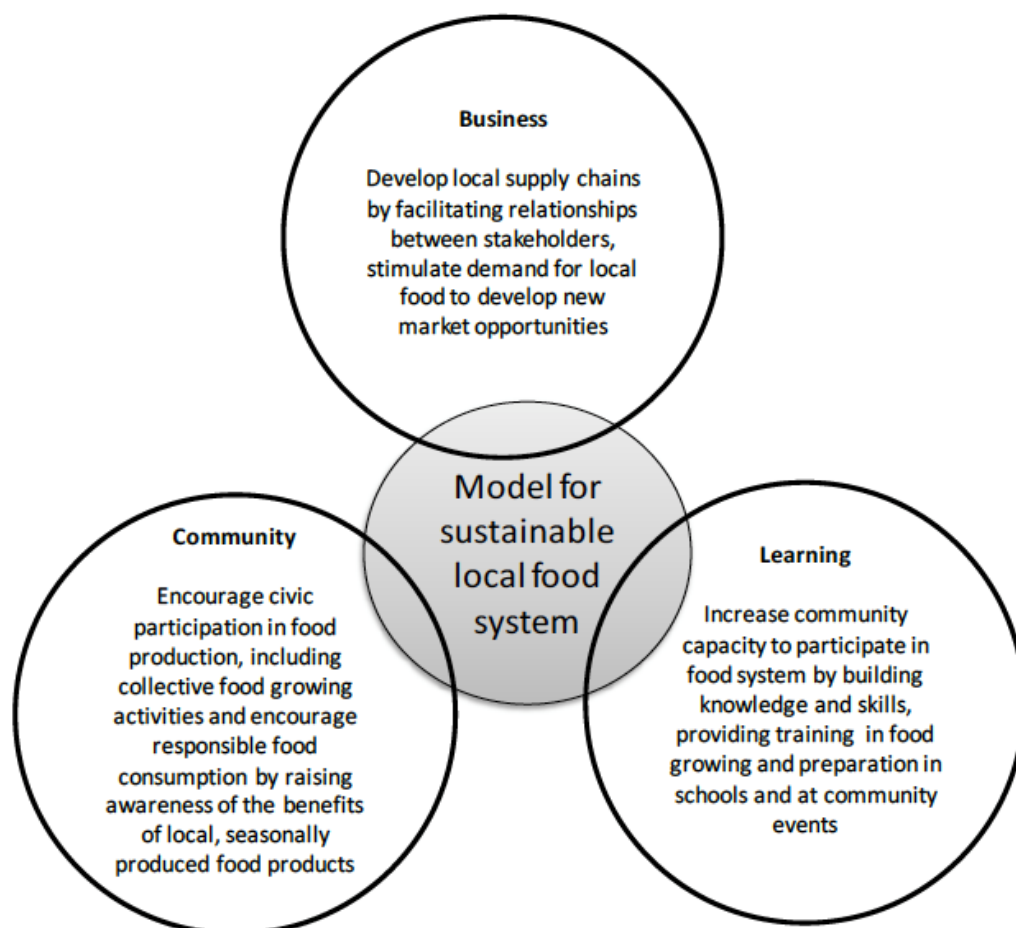 Business
Develop local supply chains
by facilitating relationships
between stakeholders,
stimulate demand for local
food to develop new
market opportunities
Model for
sustainable
local food
system
Community
Encourage civic
participation in food
production, including
collective food growing
activities and encourage
responsible food
consumption by raising
awareness of the benefits
of local, seasonally
produced food products
Learning
Increase community
capacity to participate in
food system by building
knowledge and skills,
providing training in food
growing and preparation in
schools and at community
events